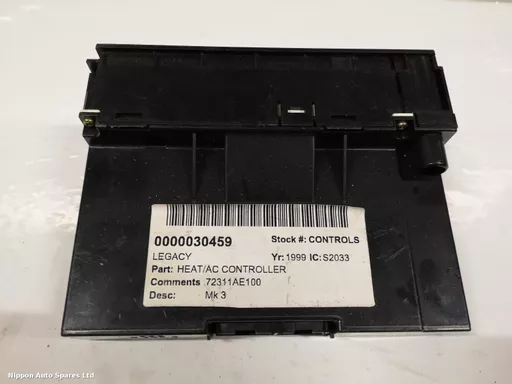 0000030459 Stock #: CONTROLS
LEGACY Yr: 1999 IC: S2033
Part: HEAT/AC CONTROLLER
Comments 72311AE100
Desc: Mk 3
Nippon Auto Spares Ltd